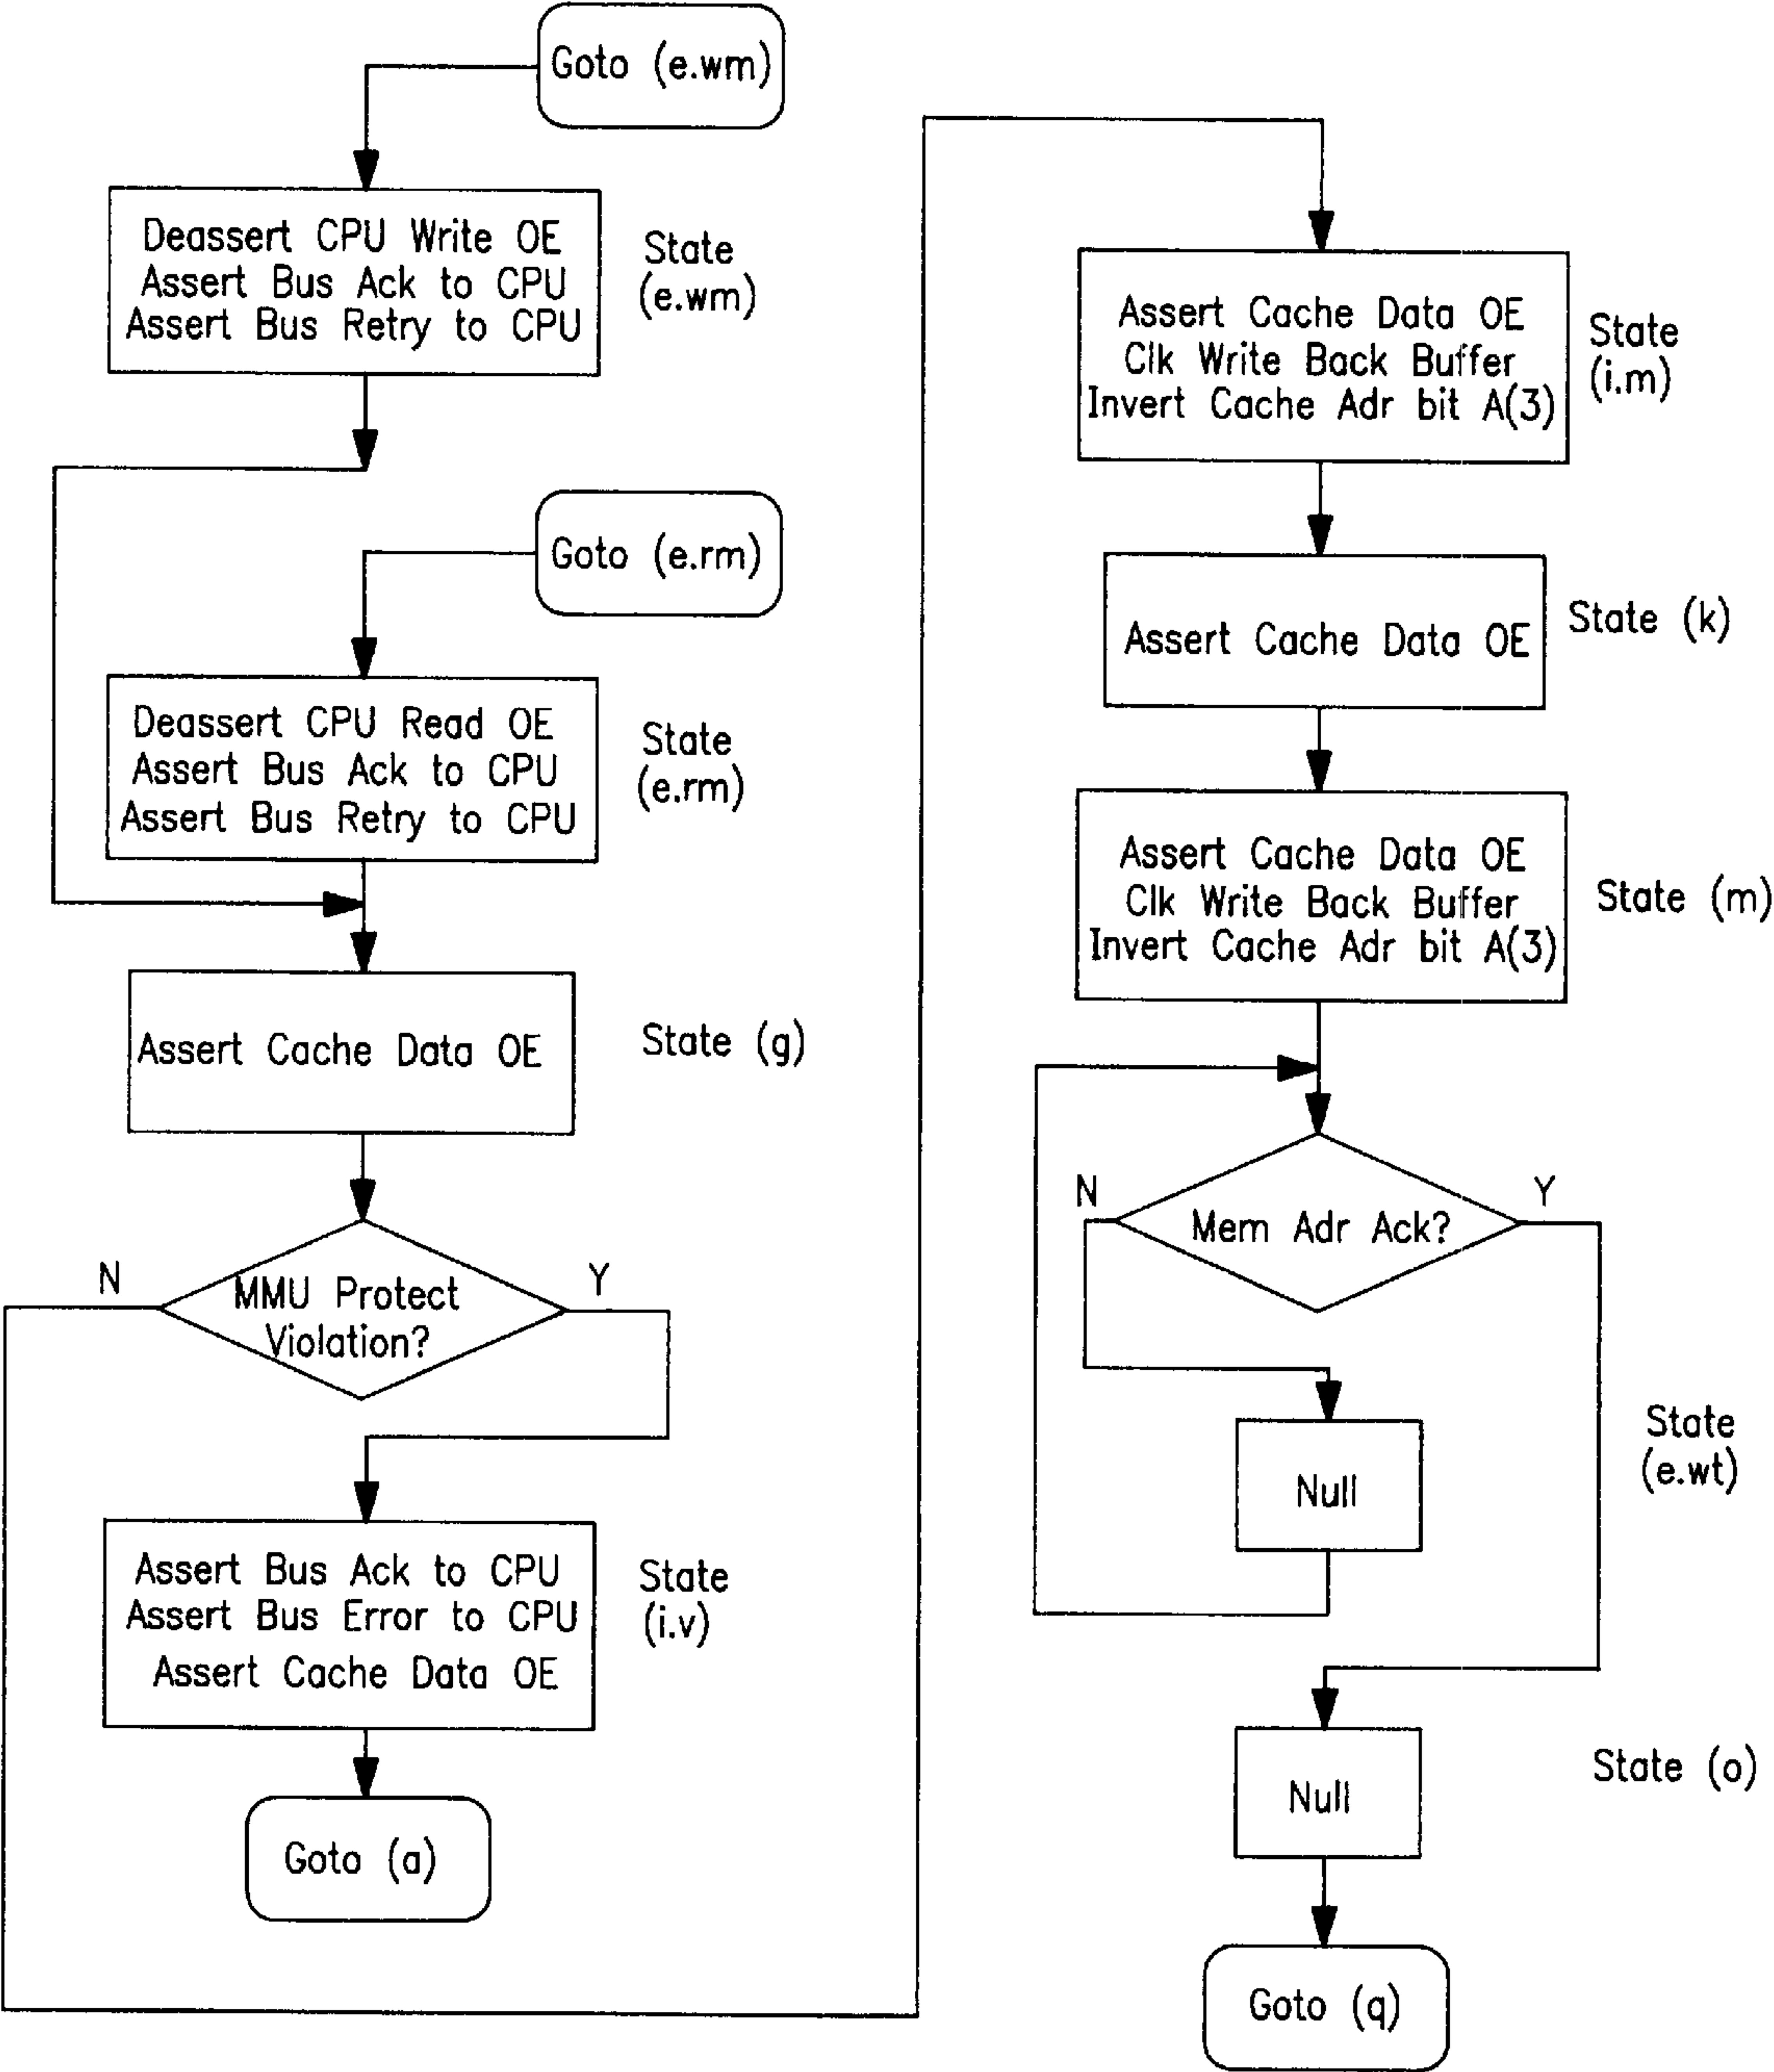 Goto (e.wm)
Deassert CPU Write OE
Assert Bus Ack to CPU
Assert Bus Retry to CPU
State
(e.wm)
Goto (e.rm)
Deassert CPU Read OE
Assert Bus Ack to CPU
Assert Bus Retry to CPU
State
(e.rm)
Assert Cache Data OE
State (g)
MMU Protect
Violation?
N
Y
Assert Bus Ack to CPU
Assert Bus Error to CPU
Assert Cache Data OE
State
(i.v)
Goto (a)
Assert Cache Data OE
Clk Write Back Buffer
Invert Cache Adr bit A(3)
State
(i.m)
Assert Cache Data OE
State (k)
Assert Cache Data OE
Clk Write Back Buffer
Invert Cache Adr bit A(3)
State (m)
N
Y
Mem Adr Ack?
Null
State
(e.wt)
Null
State (o)
Goto (q)